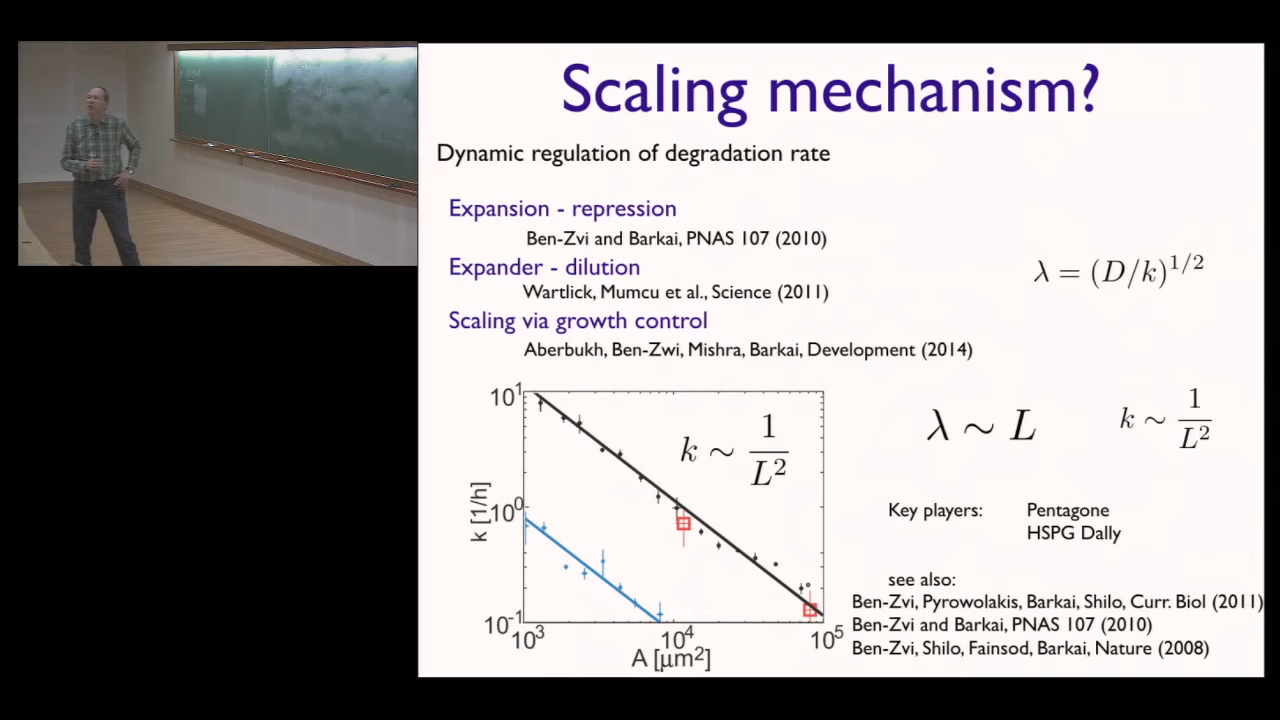 Scaling mechanism?
Dynamic regulation of degradation rate
Expansion - repression
Ben-Zvi and Barkai, PNAS 107 (2010)
Expander - dilution
Wartlick, Mumcu et al., Science (2011)
Scaling via growth control
Aberbukh, Ben-Zwi, Mishra, Barkai, Development (2014)
λ = (D/k)^{1/2}
10^1
10^0
10^-1
k [1/h]
k ∼ 1/L^2
10^3 10^4 10^5
A [μm^2]
λ ∼ L
k ∼ 1/L^2
Key players: Pentagone
HSPG Dally
see also:
Ben-Zvi, Pyrowolakis, Barkai, Shilo, Curr. Biol (2011)
Ben-Zvi and Barkai, PNAS 107 (2010)
Ben-Zvi, Shilo, Fainsod, Barkai, Nature (2008)